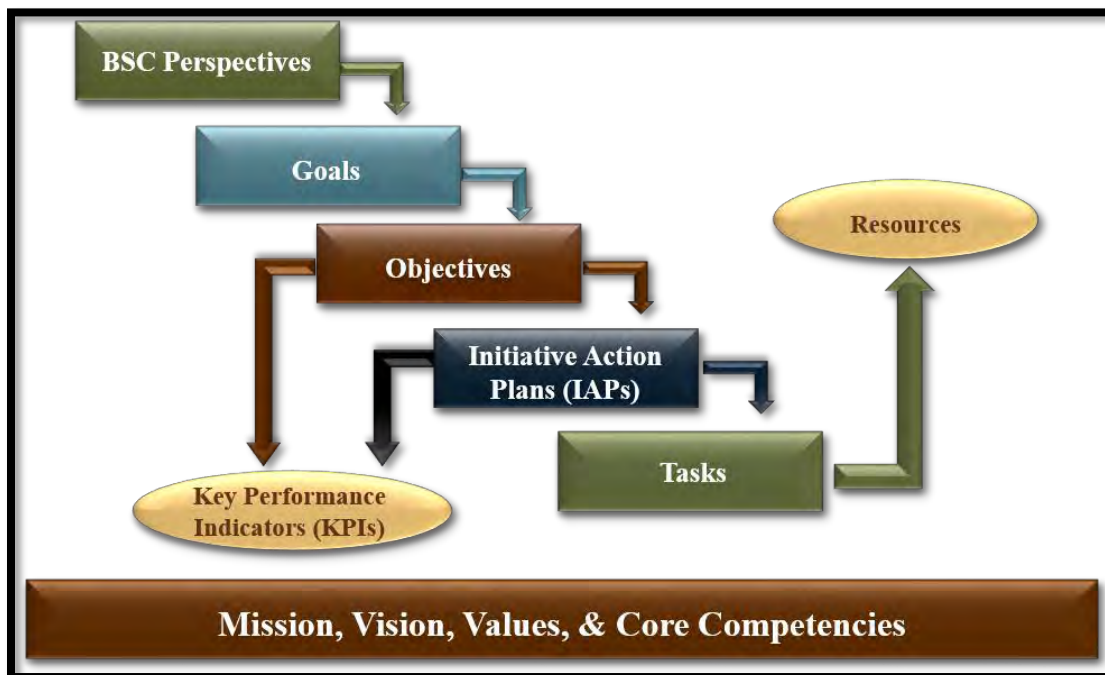 BSC Perspectives
Goals
Resources
Objectives
Initiative Action
Plans (IAPs)
Tasks
Key Performance
Indicators (KPIs)
Mission, Vision, Values, & Core Competencies